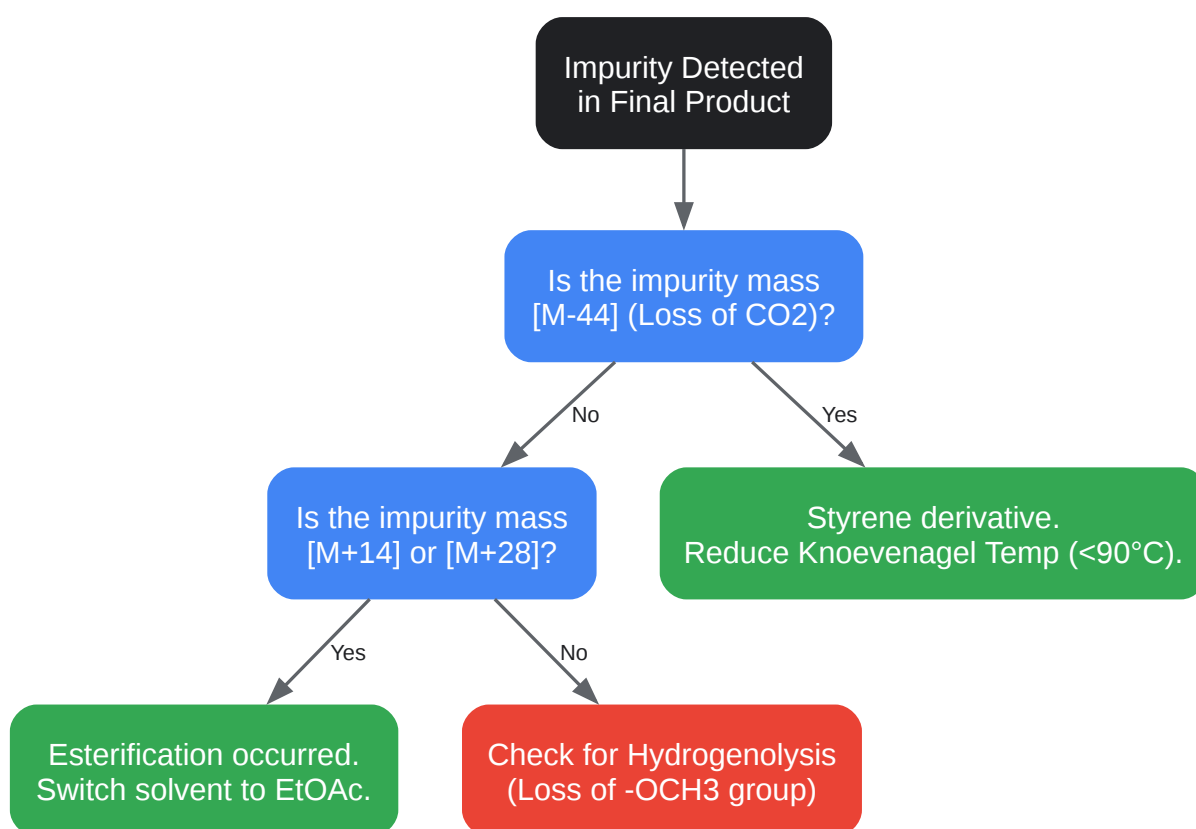 Impurity Detected
in Final Product
Is the impurity mass
[M-44] (Loss of CO2)?
No
Yes
Is the impurity mass
[M+14] or [M+28]?
Styrene derivative.
Reduce Knoevenagel Temp (<90°C).
Yes
No
Esterification occurred.
Switch solvent to EtOAc.
Check for Hydrogenolysis
(Loss of -OCH3 group)